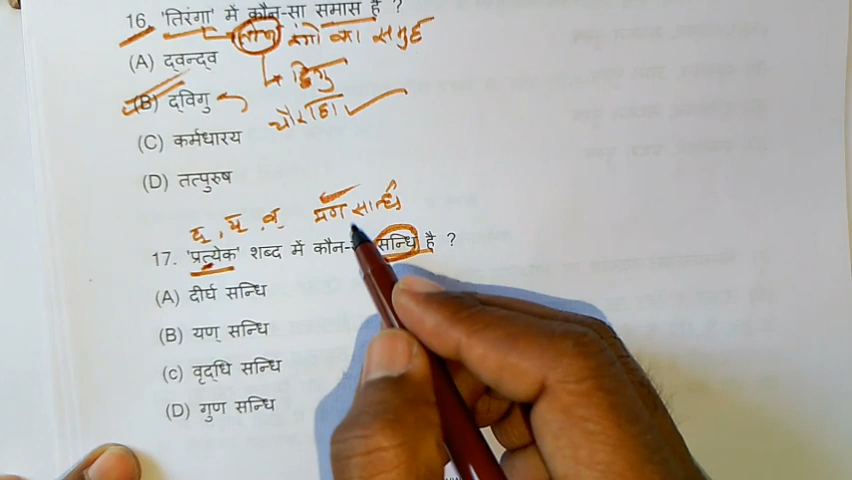 16. 'तिरंगा' में कौन-सा समास है ?
तीन रंगों का समुह
(A) द्वन्द्व
द्विगु
(B) द्विगु
चौराहा
(C) कर्मधारय
(D) तत्पुरुष
यण सन्धि
17. 'प्रत्येक' शब्द में कौन- सन्धि है ?
(A) दीर्घ सन्धि
(B) यण् सन्धि
(c) वृद्धि सन्धि
(D) गुण सन्धि